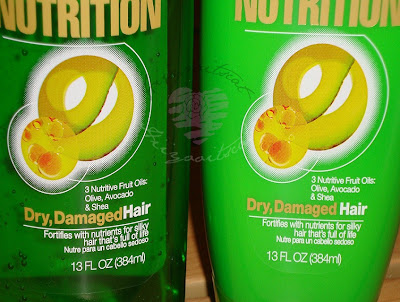 NUTRITION
3 Nutritive Fruit Oils:
Olive, Avocado
& Shea
Dry, Damaged Hair
Fortifies with nutrients for silky
hair that's full of life
Nutre para un cabello sedoso
13 FL OZ (384ml)
NUTRITION
3 Nutritive Fruit Oils:
Olive, Avocado
& Shea
Dry, Damaged Hair
Fortifies with nutrients for silky
hair that's full of life
Nutre para un cabello sedoso
13 FL OZ (384ml)